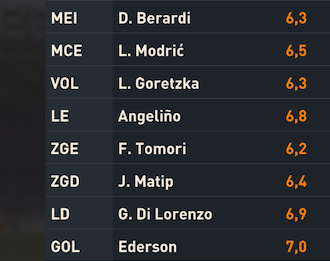 MEI D. Berardi 6,3
MCE L. Modrić 6,5
VOL L. Goretzka 6,3
LE Angeliño 6,8
ZGE F. Tomori 6,2
ZGD J. Matip 6,4
LD G. Di Lorenzo 6,9
GOL Ederson 7,0